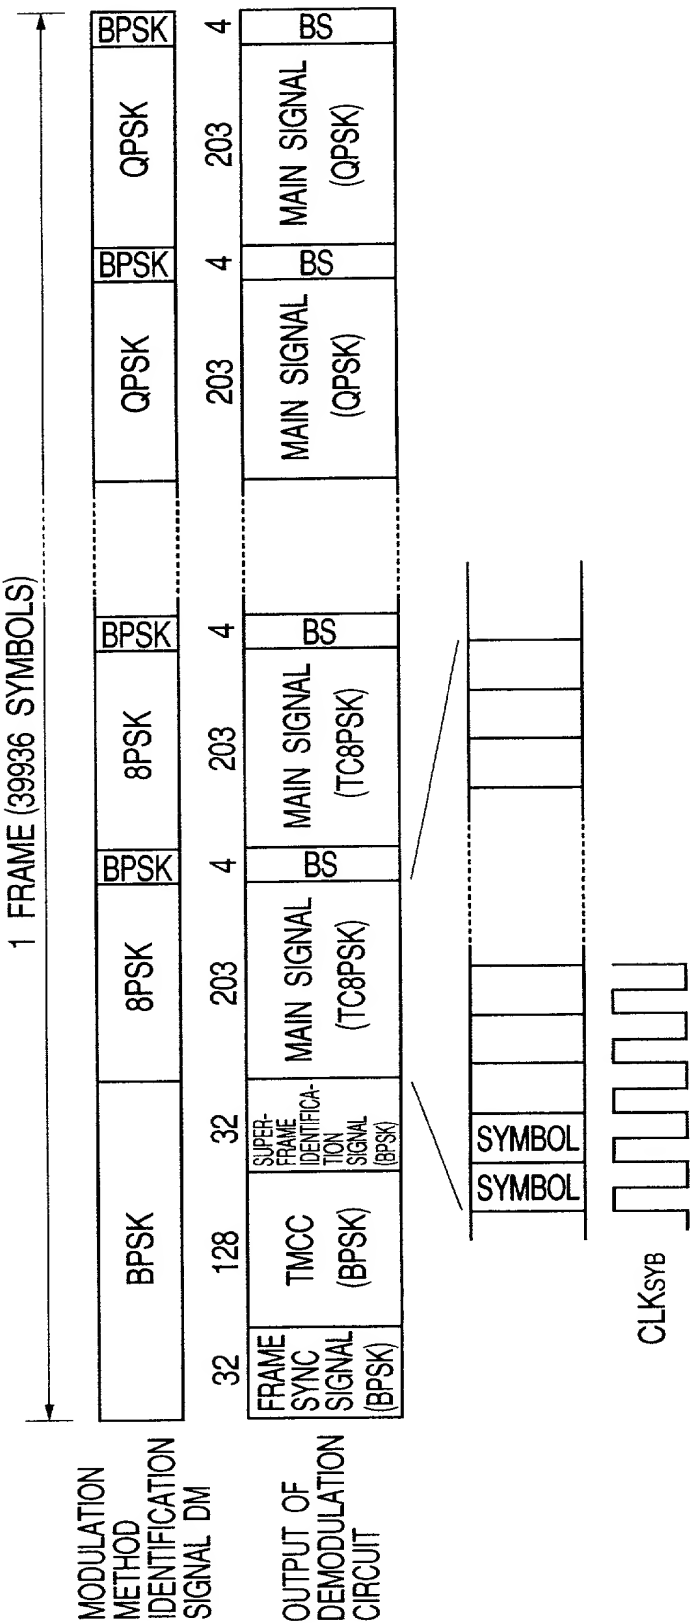 1 FRAME (39936 SYMBOLS)
MODULATION
METHOD
IDENTIFICATION
SIGNAL DM
BPSK
8PSK
BPSK
8PSK
BPSK
QPSK
BPSK
QPSK
BPSK
32
128
32
203
4
203
4
203
4
203
4
OUTPUT OF
DEMODULATION
CIRCUIT
FRAME
SYNC
SIGNAL
(BPSK)
TMCC
(BPSK)
SUPER-
FRAME
IDENTIFICA-
TION
SIGNAL
(BPSK)
MAIN SIGNAL
(TC8PSK)
BS
MAIN SIGNAL
(TC8PSK)
BS
MAIN SIGNAL
(QPSK)
BS
MAIN SIGNAL
(QPSK)
BS
SYMBOL
SYMBOL
CLKSYB